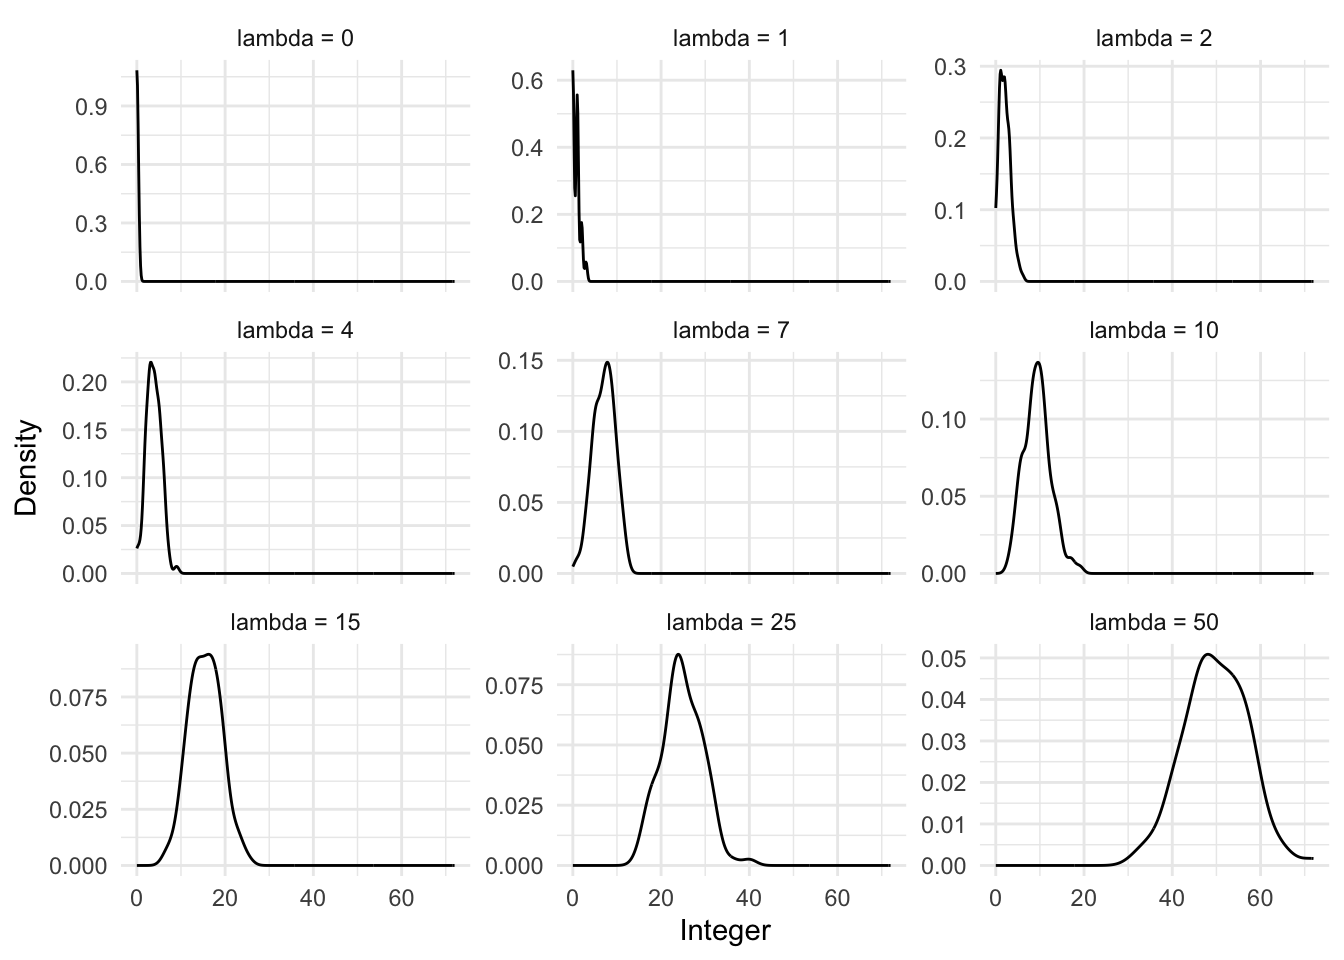 lambda = 0
lambda = 1
lambda = 2
0.9
0.6
0.3
0.0
0.6
0.4
0.2
0.0
0.3
0.2
0.1
0.0
lambda = 4
lambda = 7
lambda = 10
0.20
0.15
0.10
0.05
0.00
0.15
0.10
0.05
0.00
0.10
0.05
0.00
Density
lambda = 15
lambda = 25
lambda = 50
0.075
0.050
0.025
0.000
0.075
0.050
0.025
0.000
0.05
0.04
0.03
0.02
0.01
0.00
0 20 40 60
0 20 40 60
0 20 40 60
Integer